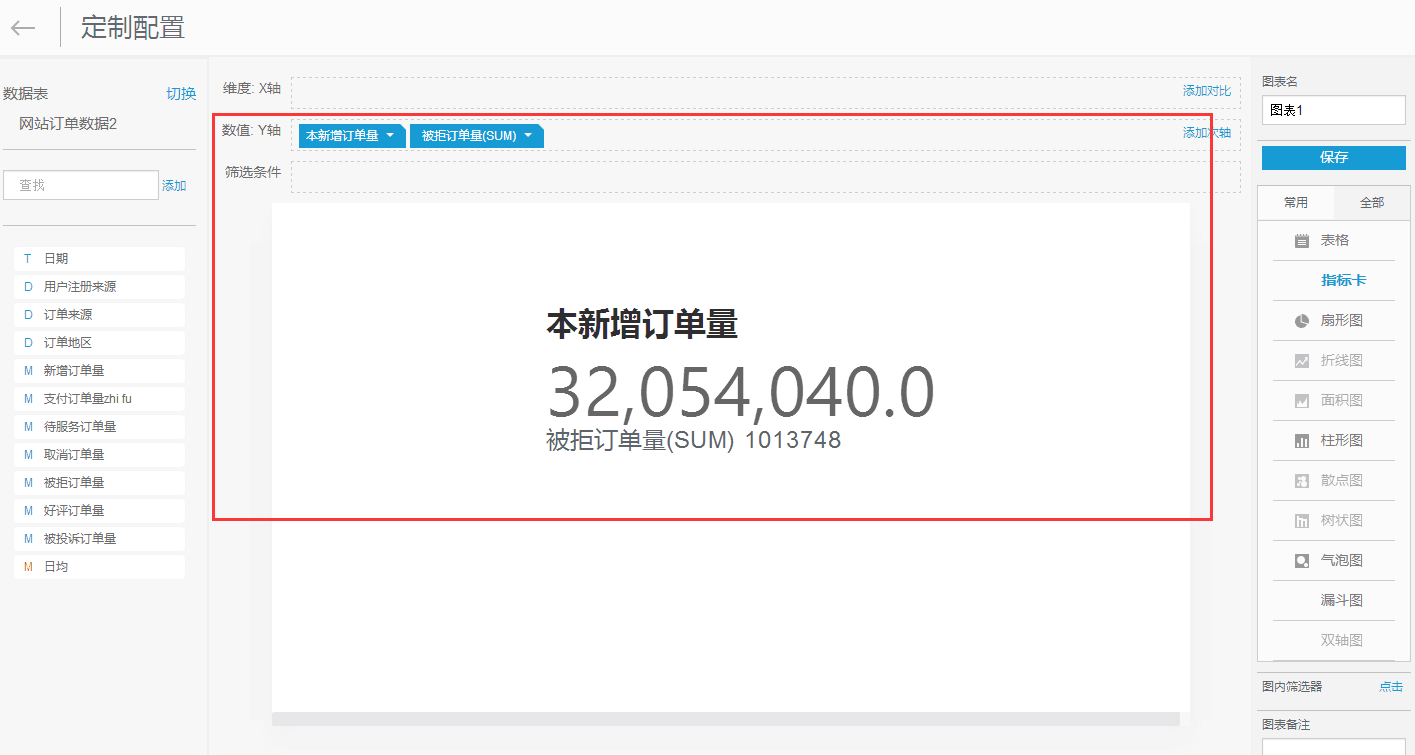 定制配置
数据表 切换
网站订单数据2
查找 添加
T 日期
D 用户注册来源
D 订单来源
D 订单地区
M 新增订单量
M 支付订单量zhi fu
M 待服务订单量
M 取消订单量
M 被拒订单量
M 好评订单量
M 被投诉订单量
M 日均
维度: X轴 添加对比
数值: Y轴 本新增订单量 被拒订单量(SUM) 添加次轴
筛选条件
本新增订单量
32,054,040.0
被拒订单量(SUM) 1013748
图表名
图表1
保存
常用 全部
表格
指标卡
扇形图
折线图
面积图
柱形图
散点图
树状图
气泡图
漏斗图
双轴图
图内筛选器 点击
图表备注